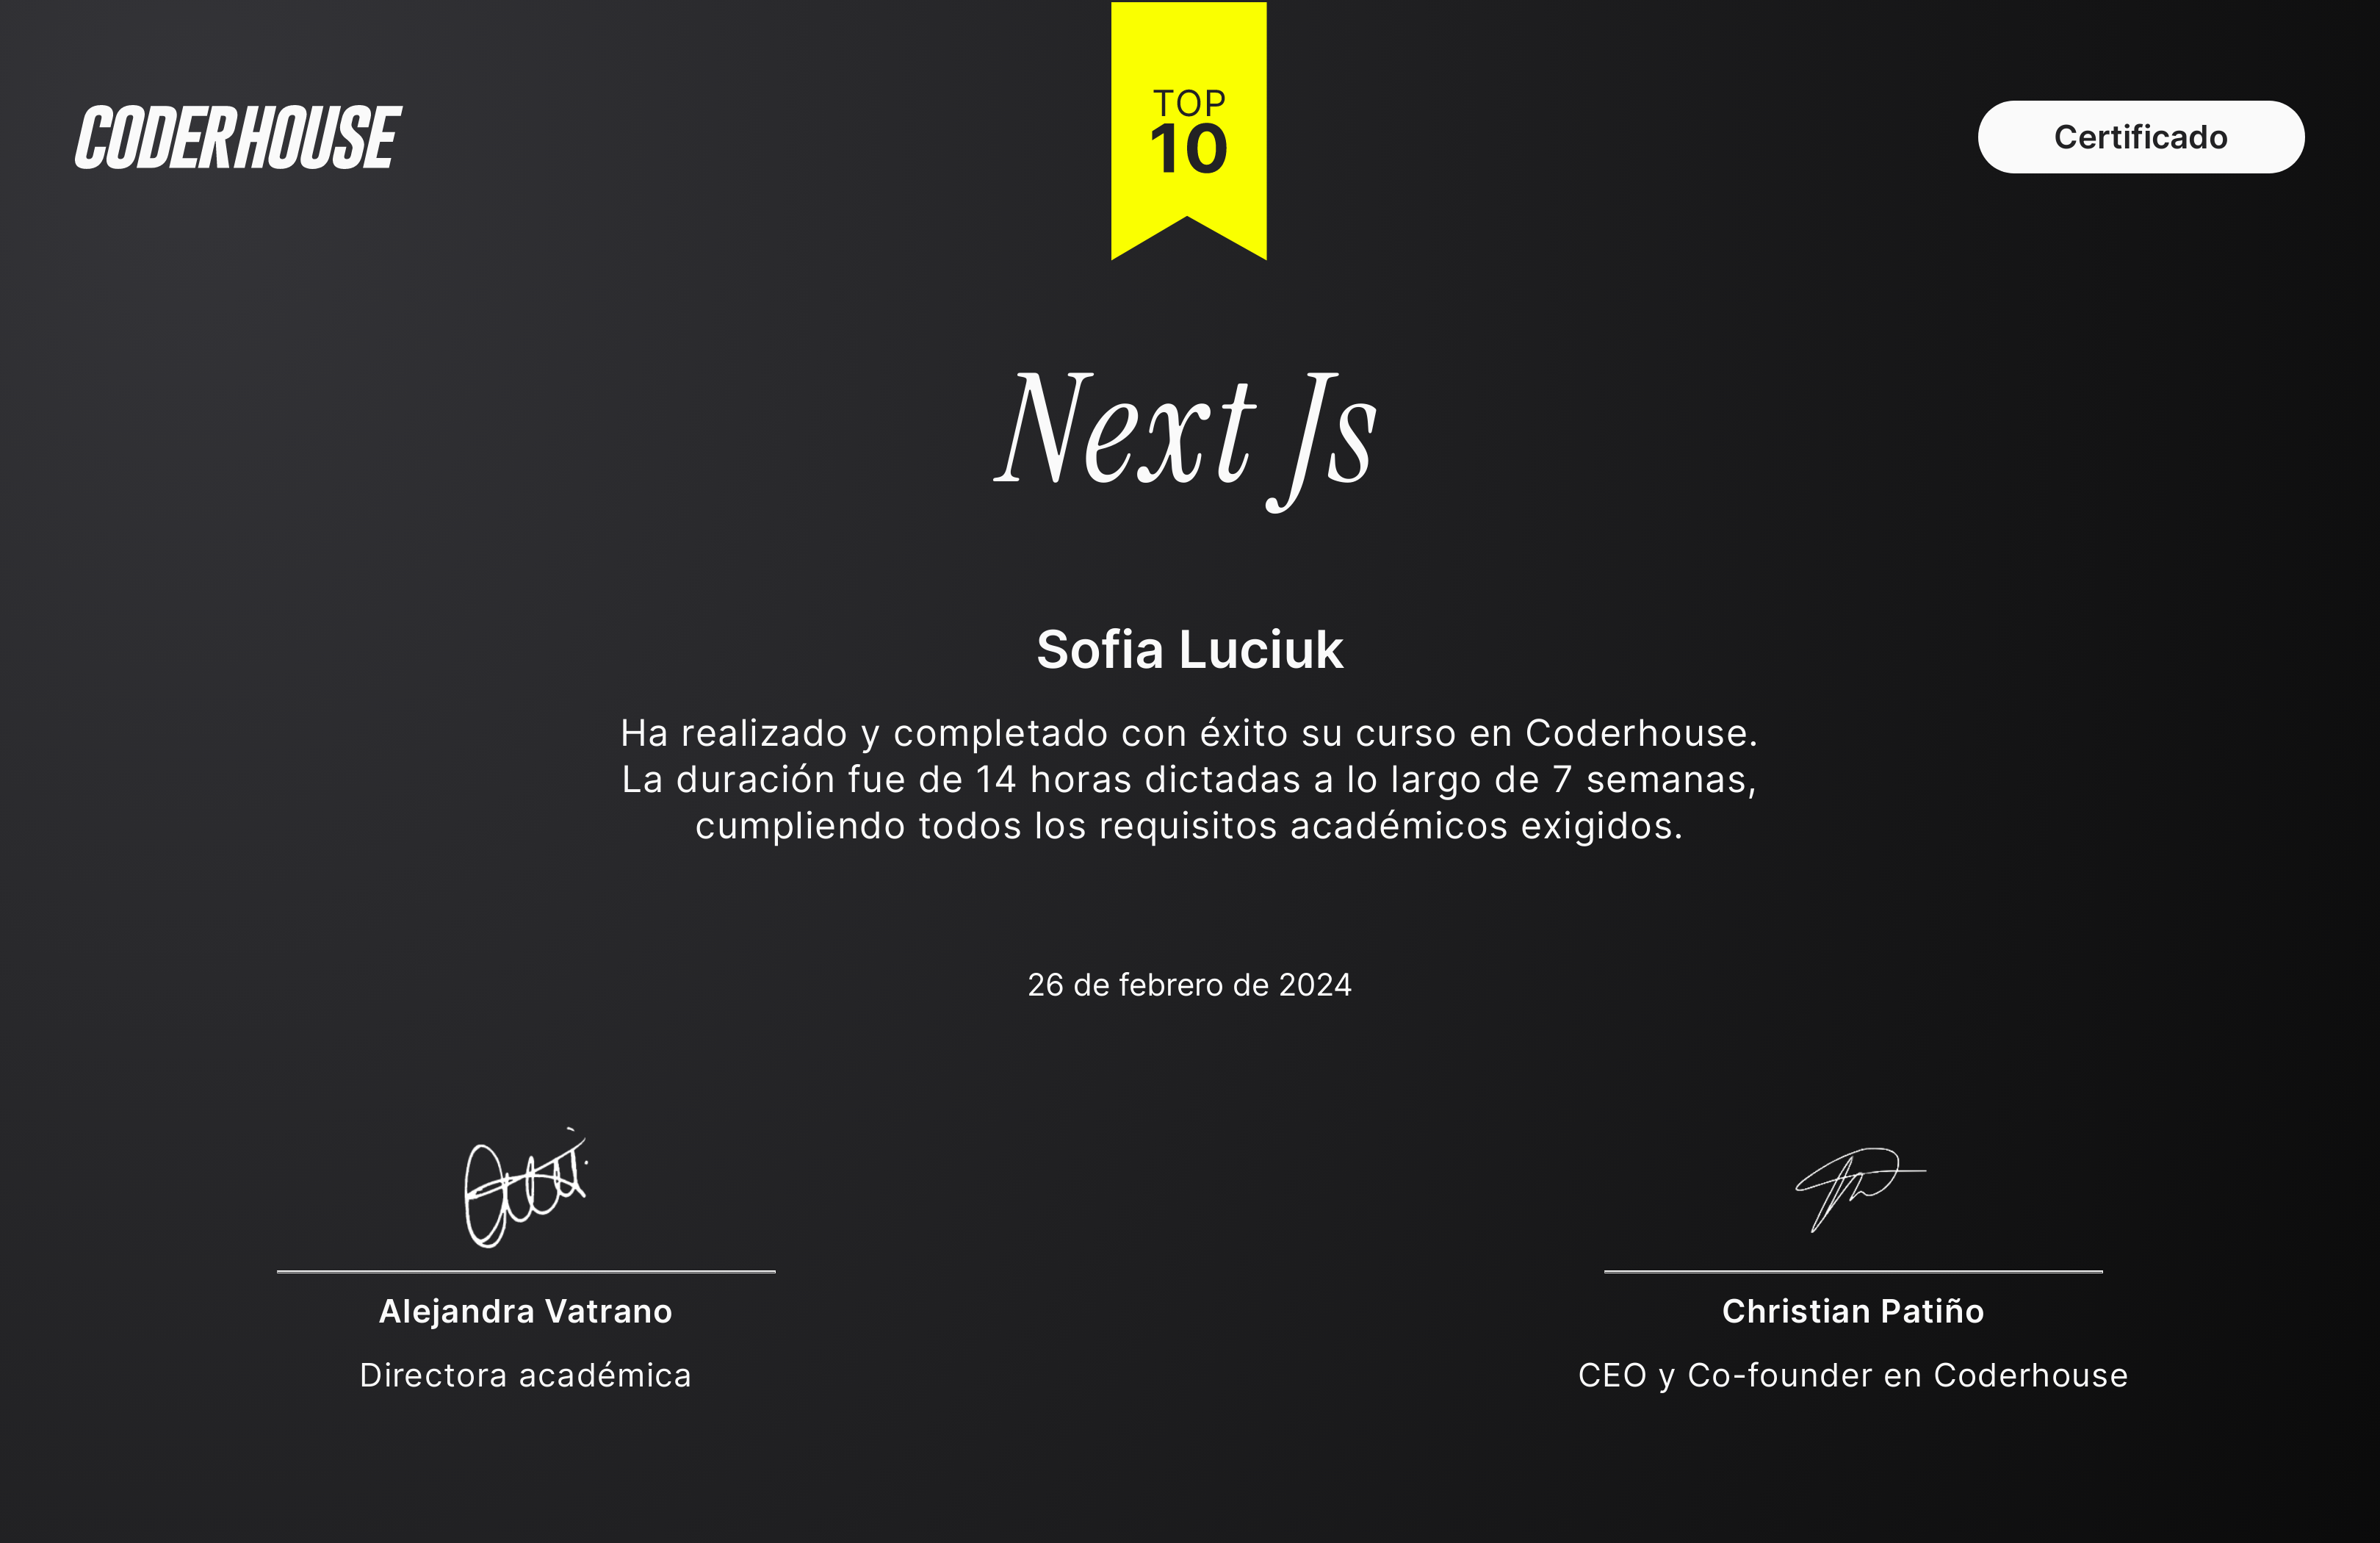 CODERHOUSE
TOP
10
Certificado
Next Js
Sofia Luciuk
Ha realizado y completado con éxito su curso en Coderhouse.
La duración fue de 14 horas dictadas a lo largo de 7 semanas,
cumpliendo todos los requisitos académicos exigidos.
26 de febrero de 2024
Alejandra Vatrano
Directora académica
Christian Patiño
CEO y Co-founder en Coderhouse